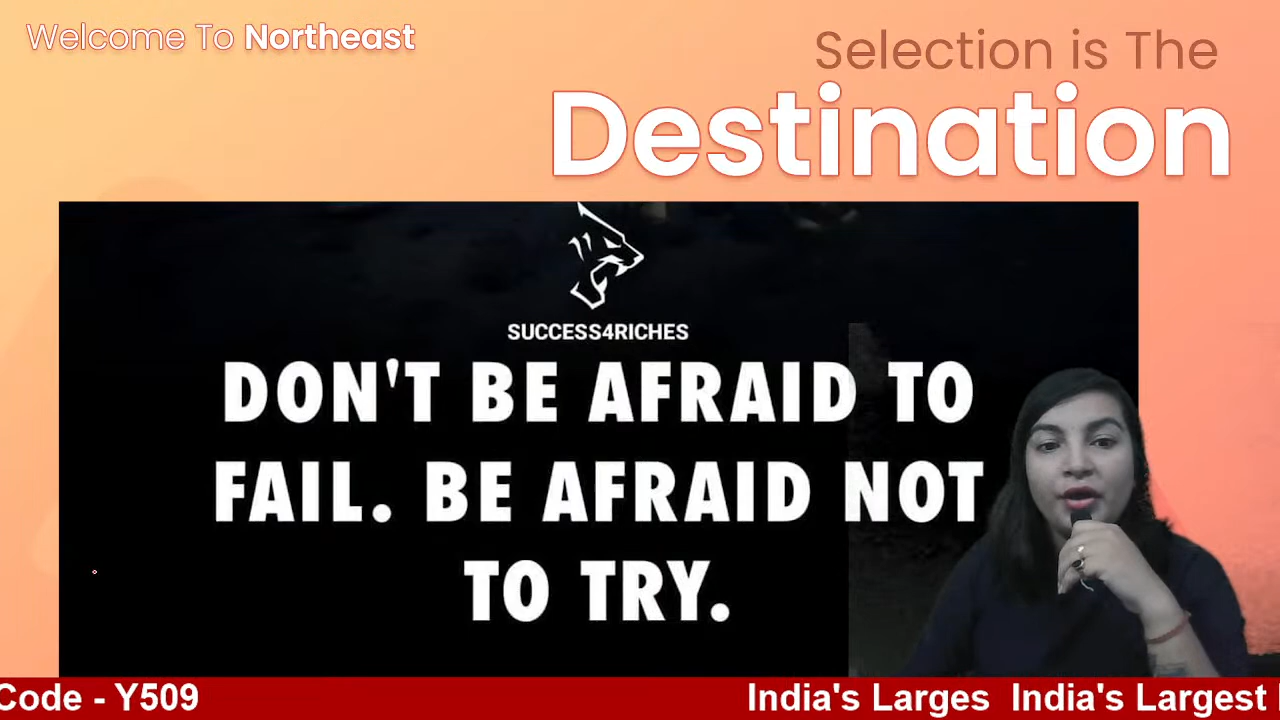 Welcome To Northeast
Selection is The
Destination
SUCCESS4RICHES
DON'T BE AFRAID TO
FAIL. BE AFRAID NOT
TO TRY.
Code - Y509 India's Larges India's Largest